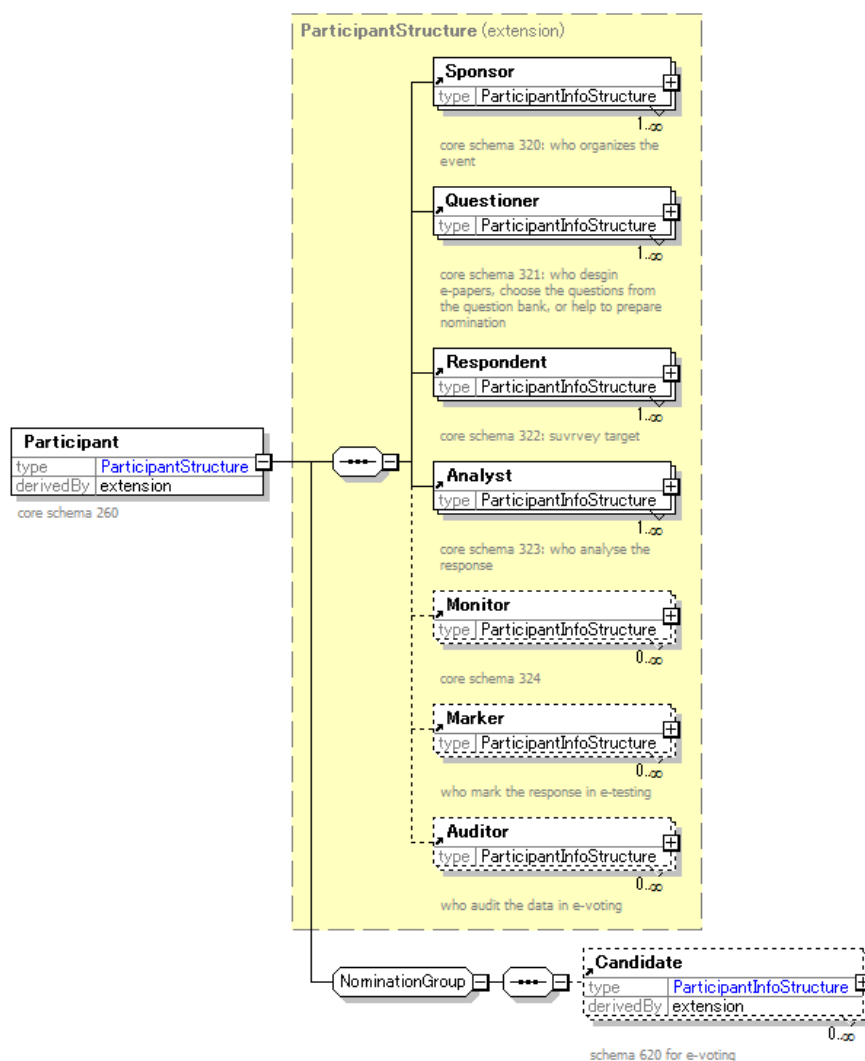 ParticipantStructure (extension)
Sponsor
type ParticipantInfoStructure
1..∞
core schema 320: who organizes the
event
Questioner
type ParticipantInfoStructure
1..∞
core schema 321: who desgin
e-papers, choose the questions from
the question bank, or help to prepare
nomination
Respondent
type ParticipantInfoStructure
1..∞
core schema 322: suvrvey target
Participant
type ParticipantStructure
derivedBy extension
core schema 260
Analyst
type ParticipantInfoStructure
1..∞
core schema 323: who analyse the
response
Monitor
type ParticipantInfoStructure
0..∞
core schema 324
Marker
type ParticipantInfoStructure
0..∞
who mark the response in e-testing
Auditor
type ParticipantInfoStructure
0..∞
who audit the data in e-voting
NominationGroup
Candidate
type ParticipantInfoStructure
derivedBy extension
0..∞
schema 620 for e-voting